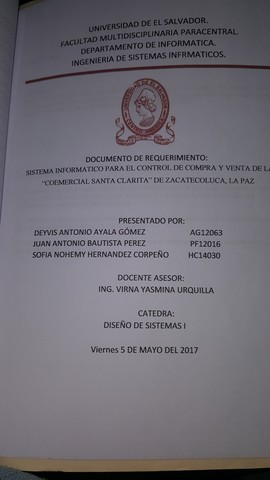 UNIVERSIDAD DE EL SALVADOR.
FACULTAD MULTIDISCIPLINARIA PARACENTRAL.
DEPARTAMENTO DE INFORMATICA.
INGENIERIA DE SISTEMAS INFRMATICOS.
DOCUMENTO DE REQUERIMIENTO:
SISTEMA INFORMATICO PARA EL CONTROL DE COMPRA Y VENTA DE LA
“COEMERCIAL SANTA CLARITA” DE ZACATECOLUCA, LA PAZ
PRESENTADO POR:
DEYVIS ANTONIO AYALA GÓMEZ AG12063
JUAN ANTONIO BAUTISTA PEREZ PF12016
SOFIA NOHEMY HERNANDEZ CORPEÑO HC14030
DOCENTE ASESOR:
ING. VIRNA YASMINA URQUILLA
CATEDRA:
DISEÑO DE SISTEMAS I
Viernes 5 DE MAYO DEL 2017